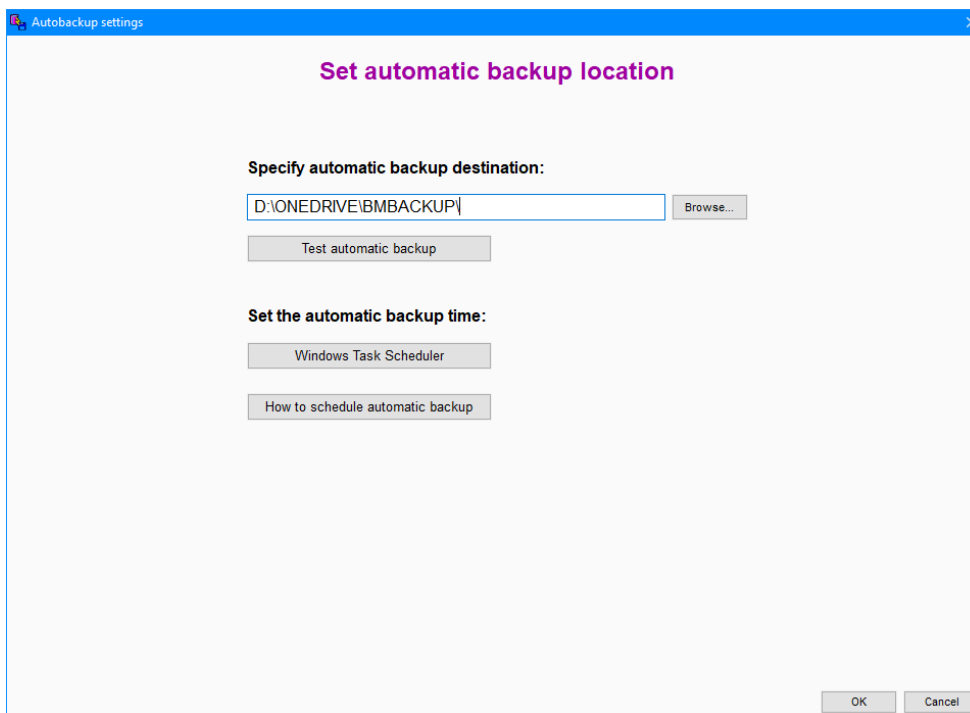 Autobackup settings
Set automatic backup location
Specify automatic backup destination:
D:\ONEDRIVE\BMBACKUP\
Browse...
Test automatic backup
Set the automatic backup time:
Windows Task Scheduler
How to schedule automatic backup
OK
Cancel